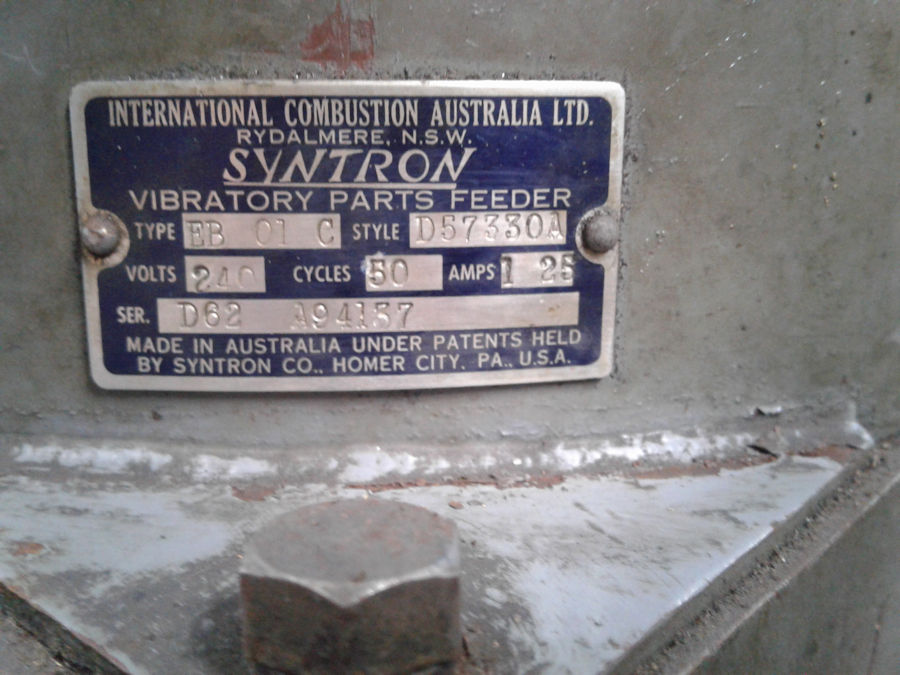 INTERNATIONAL COMBUSTION AUSTRALIA LTD.
RYDALMERE, N.S.W.
SYNTRON
VIBRATORY PARTS FEEDER
TYPE EB 01 C STYLE D57330A
VOLTS 240 CYCLES 50 AMPS 1 25
SER. D62 A94137
MADE IN AUSTRALIA UNDER PATENTS HELD
BY SYNTRON CO., HOMER CITY, PA., U.S.A.